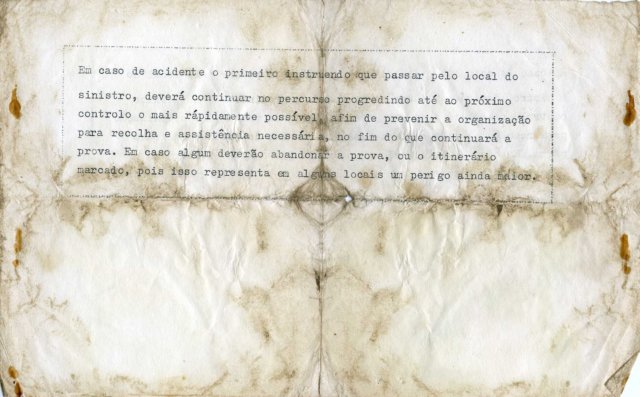 Em caso de acidente o primeiro instruendo que passar pelo local do
sinistro, deverá continuar no percurso progredindo até ao próximo
controlo o mais rápidamente possível, afim de prevenir a organização
para recolha e assistência necessária, no fim do que continuará a
prova. Em caso algum deverão abandonar a prova, ou o itinerário
marcado, pois isso representa em alguns locais um perigo ainda maior.